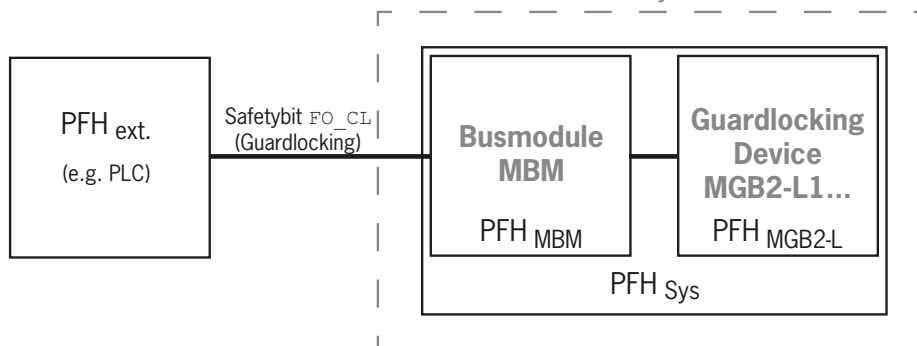 PFH ext.
(e.g. PLC)
Safetybit FO_CL
(Guardlocking)
Busmodule
MBM
PFH MBM
Guardlocking
Device
MGB2-L1...
PFH MGB2-L
PFH Sys